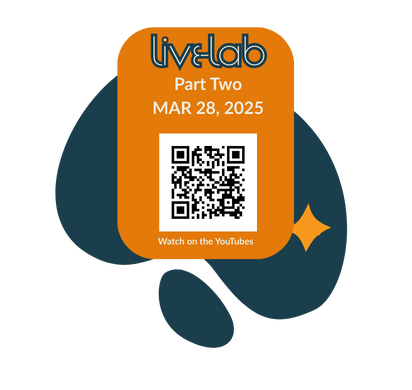 live-lab
Part Two
MAR 28, 2025
Watch on the YouTubes